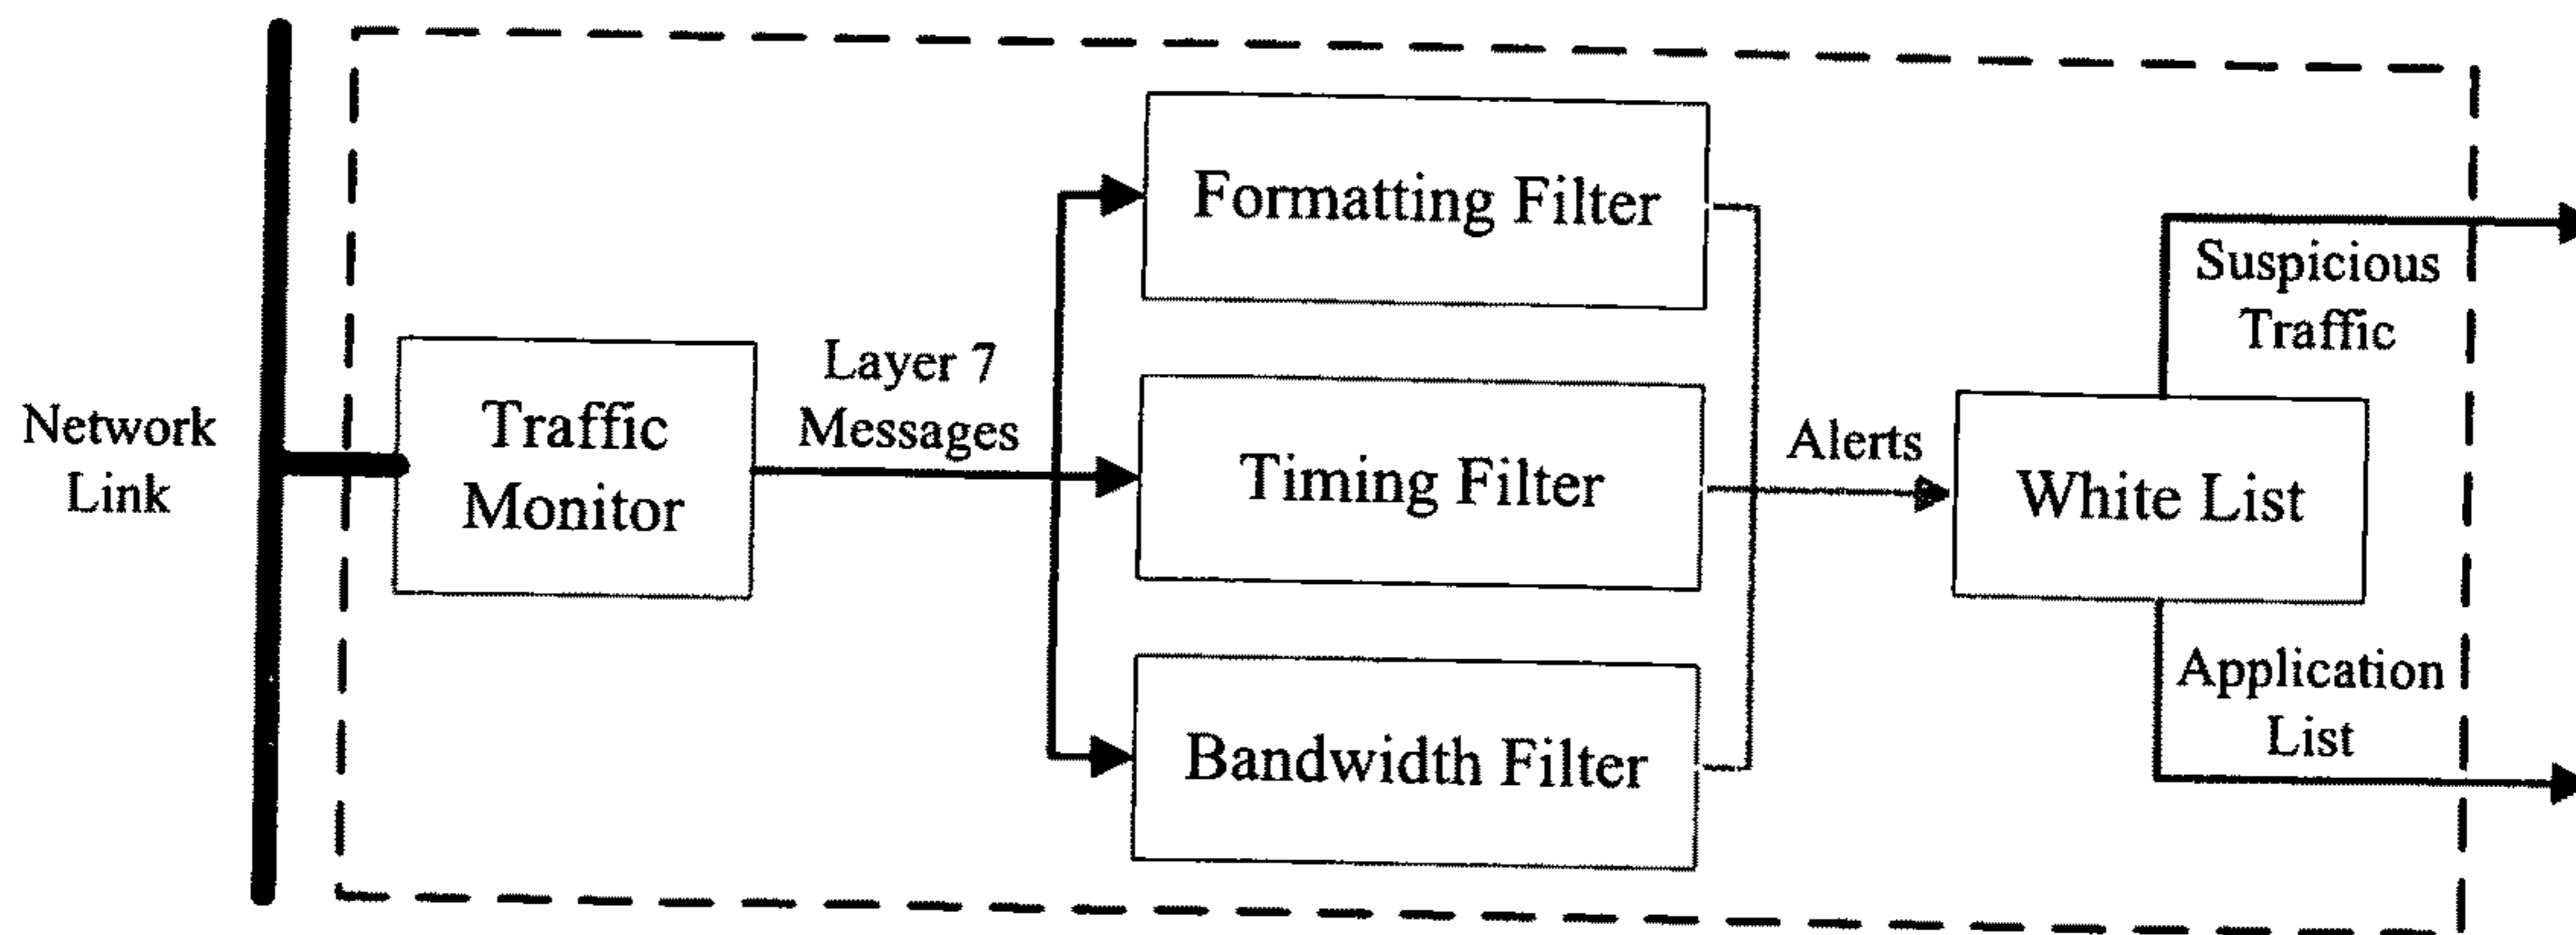 Network
Link
Traffic
Monitor
Layer 7
Messages
Formatting Filter
Timing Filter
Bandwidth Filter
Alerts
White List
Suspicious
Traffic
Application
List